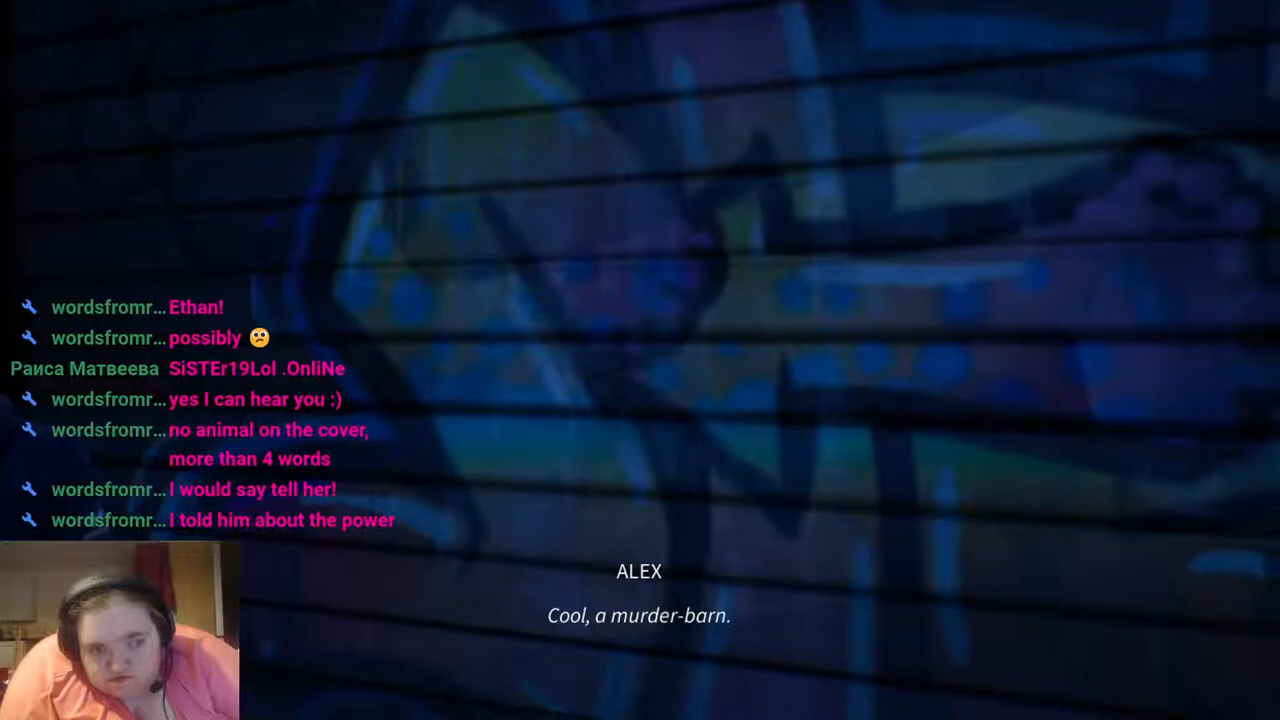 wordsfromr... Ethan!
wordsfromr... possibly 🥺
Раиса Матвеева SiSTEr19Lol .OnliNe
wordsfromr... yes I can hear you :)
wordsfromr... no animal on the cover,
more than 4 words
wordsfromr... I would say tell her!
wordsfromr... I told him about the power
ALEX
Cool, a murder-barn.